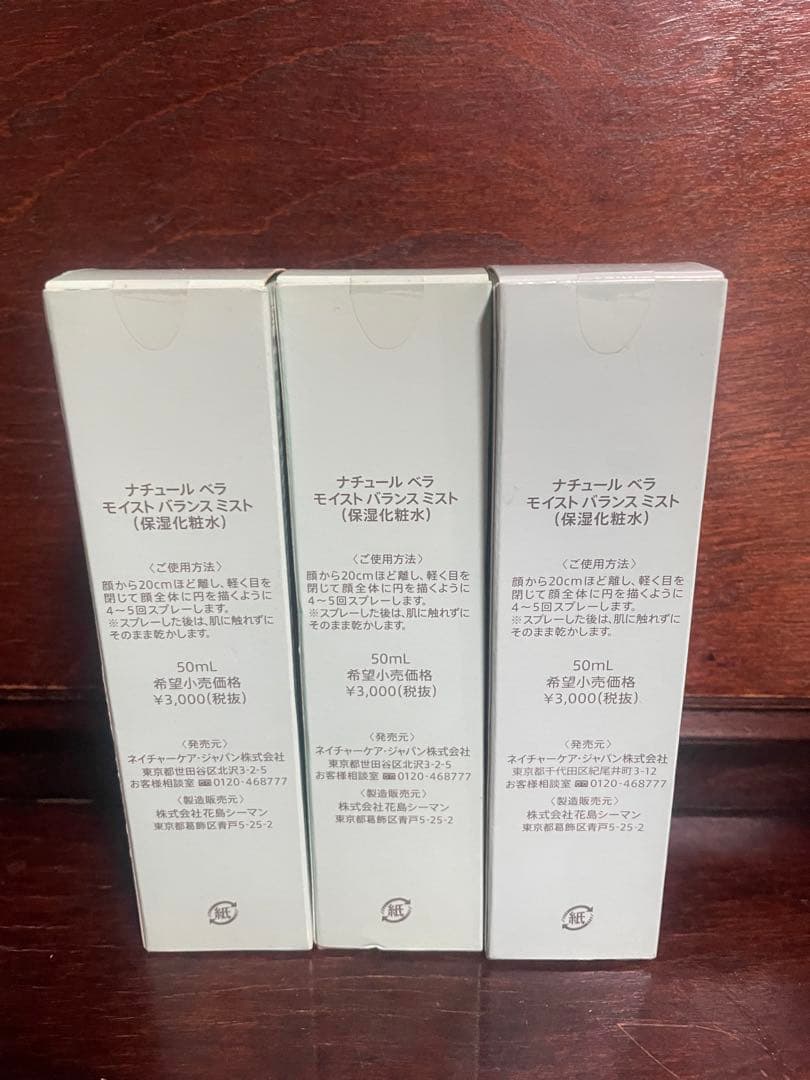 ナチュール ベラ
モイスト バランス ミスト
(保湿化粧水)
〈ご使用方法〉
顔から20cmほど離し、軽く目を
閉じて顔全体に円を描くように
4〜5回スプレーします。
※スプレーした後は、肌に触れずに
そのまま乾かします。
50mL
希望小売価格
¥3,000(税抜)
〈発売元〉
ネイチャーケア・ジャパン株式会社
東京都世田谷区北沢3-2-5
お客様相談室 0120-468777
〈製造販売元〉
株式会社花島シーマン
東京都葛飾区青戸5-25-2
紙
ナチュール ベラ
モイスト バランス ミスト
(保湿化粧水)
〈ご使用方法〉
顔から20cmほど離し、軽く目を
閉じて顔全体に円を描くように
4〜5回スプレーします。
※スプレーした後は、肌に触れずに
そのまま乾かします。
50mL
希望小売価格
¥3,000(税抜)
〈発売元〉
ネイチャーケア・ジャパン株式会社
東京都世田谷区北沢3-2-5
お客様相談室 0120-468777
〈製造販売元〉
株式会社花島シーマン
東京都葛飾区青戸5-25-2
紙
ナチュール ベラ
モイスト バランス ミスト
(保湿化粧水)
〈ご使用方法〉
顔から20cmほど離し、軽く目を
閉じて顔全体に円を描くように
4〜5回スプレーします。
※スプレーした後は、肌に触れずに
そのまま乾かします。
50mL
希望小売価格
¥3,000(税抜)
〈発売元〉
ネイチャーケア・ジャパン株式会社
東京都千代田区紀尾井町3-12
お客様相談室 0120-468777
〈製造販売元〉
株式会社花島シーマン
東京都葛飾区青戸5-25-2
紙